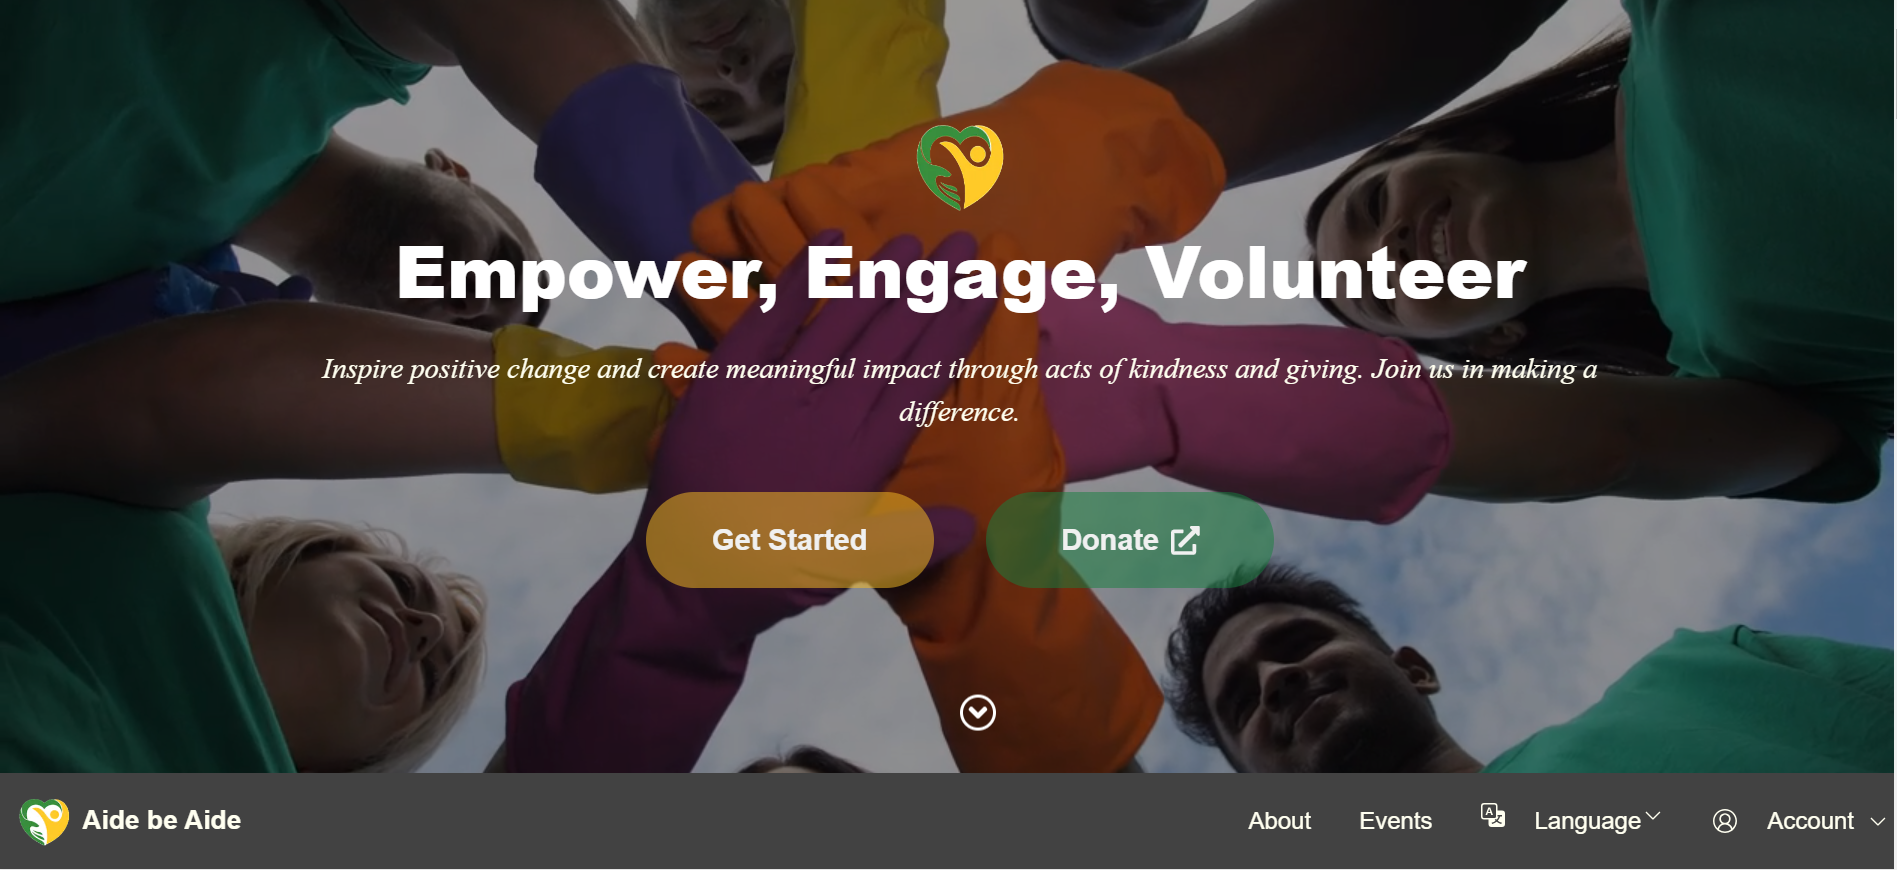 Empower, Engage, Volunteer
Inspire positive change and create meaningful impact through acts of kindness and giving. Join us in making a
difference.
Get Started
Donate
Aide be Aide
About
Events
Language
Account